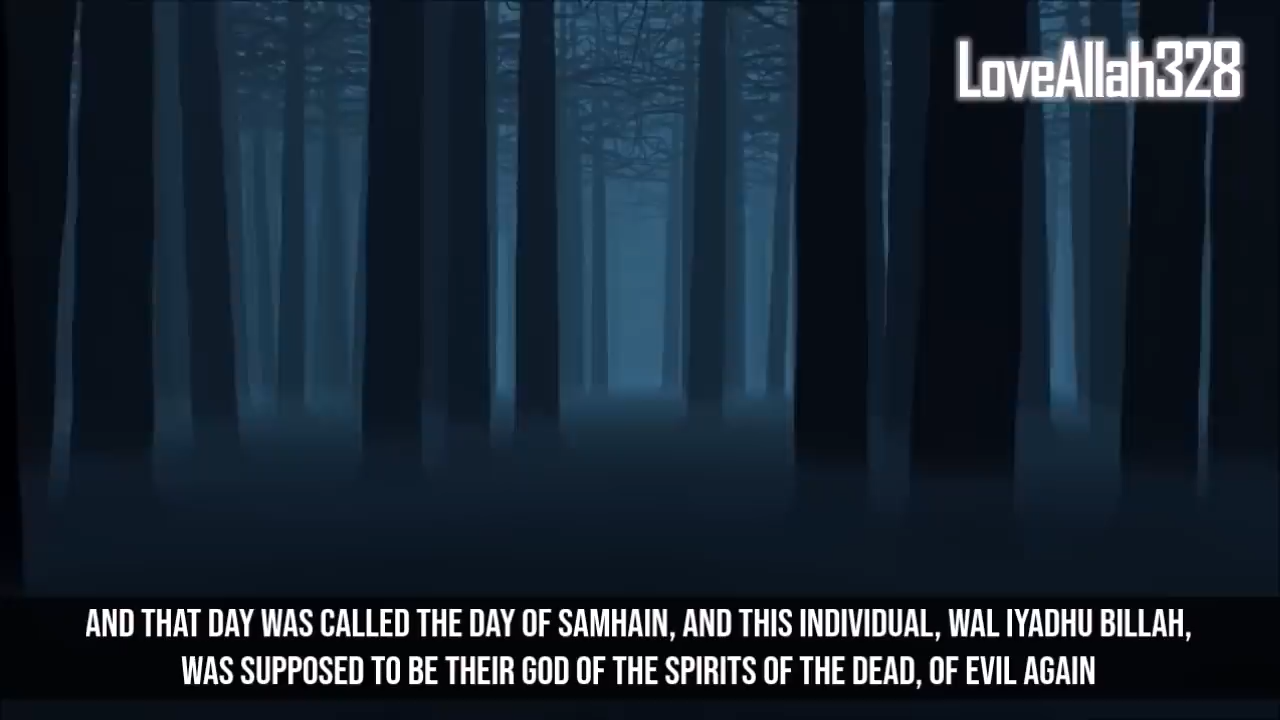 LoveAllah328
AND THAT DAY WAS CALLED THE DAY OF SAMHAIN, AND THIS INDIVIDUAL, WAL IYADHU BILLAH,
WAS SUPPOSED TO BE THEIR GOD OF THE SPIRITS OF THE DEAD, OF EVIL AGAIN